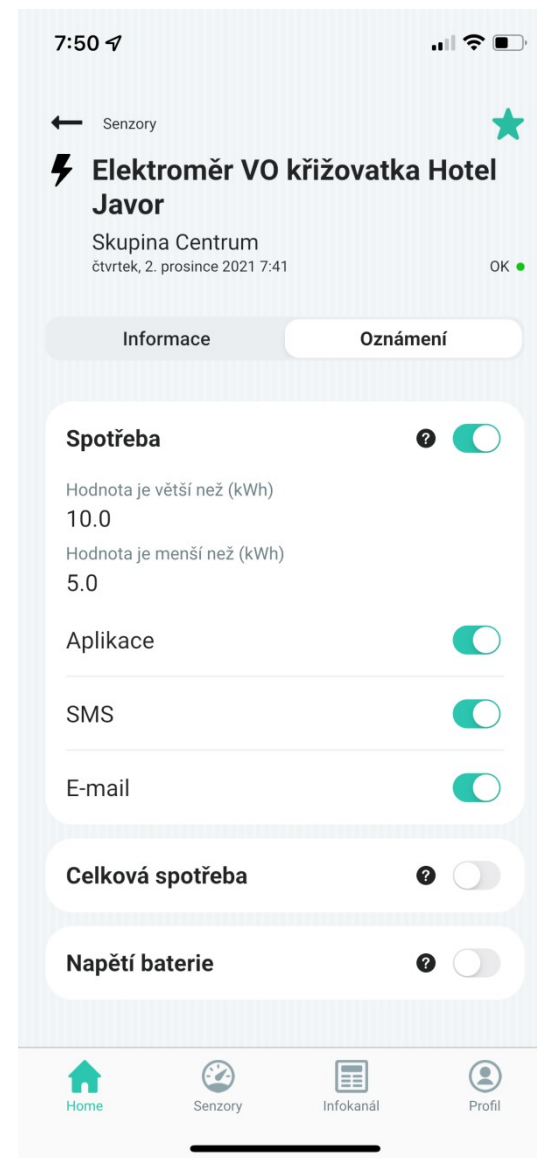 7:50
Senzory
Elektroměr VO křižovatka Hotel
Javor
Skupina Centrum
čtvrtek, 2. prosince 2021 7:41
OK
Informace
Oznámení
Spotřeba
Hodnota je větší než (kWh)
10.0
Hodnota je menší než (kWh)
5.0
Aplikace
SMS
E-mail
Celková spotřeba
Napětí baterie
Home
Senzory
Infokanál
Profil